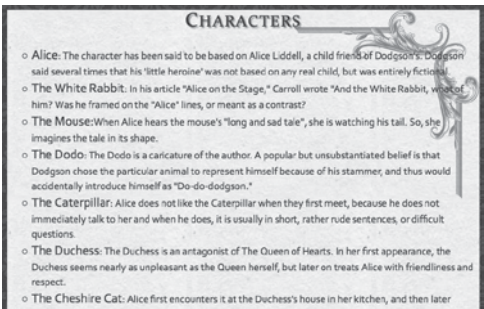 CHARACTERS
Alice: The character has been said to be based on Alice Liddell, a child friend of Dodgson's. Dodgson
said several times that his 'little heroine' was not based on any real child, but was entirely fictional.
The White Rabbit: In his article "Alice on the Stage," Carroll wrote "And the White Rabbit, what of
him? Was he framed on the "Alice" lines, or meant as a contrast?
The Mouse:When Alice hears the mouse's "long and sad tale", she is watching his tail. So, she
imagines the tale in its shape.
The Dodo: The Dodo is a caricature of the author. A popular but unsubstantiated belief is that
Dodgson chose the particular animal to represent himself because of his stammer, and thus would
accidentally introduce himself as "Do-do-dodgson."
The Caterpillar: Alice does not like the Caterpillar when they first meet, because he does not
immediately talk to her and when he does, it is usually in short, rather rude sentences, or difficult
questions.
The Duchess: The Duchess is an antagonist of The Queen of Hearts. In her first appearance, the
Duchess seems nearly as unpleasant as the Queen herself, but later on treats Alice with friendliness and
respect.
The Cheshire Cat: Alice first encounters it at the Duchess's house in her kitchen, and then later